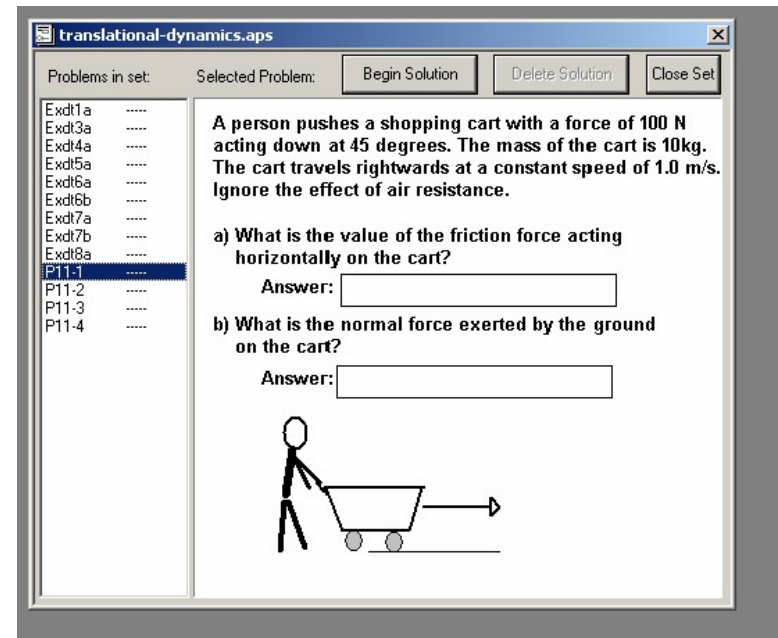 translational-dynamics.aps
Problems in set:
Selected Problem:
Begin Solution
Delete Solution
Close Set
Exdt1a -----
Exdt3a -----
Exdt4a -----
Exdt5a -----
Exdt6a -----
Exdt6b -----
Exdt7a -----
Exdt7b -----
Exdt8a -----
P11-1 -----
P11-2 -----
P11-3 -----
P11-4 -----
A person pushes a shopping cart with a force of 100 N
acting down at 45 degrees. The mass of the cart is 10kg.
The cart travels rightwards at a constant speed of 1.0 m/s.
Ignore the effect of air resistance.
a) What is the value of the friction force acting
horizontally on the cart?
Answer:
b) What is the normal force exerted by the ground
on the cart?
Answer: